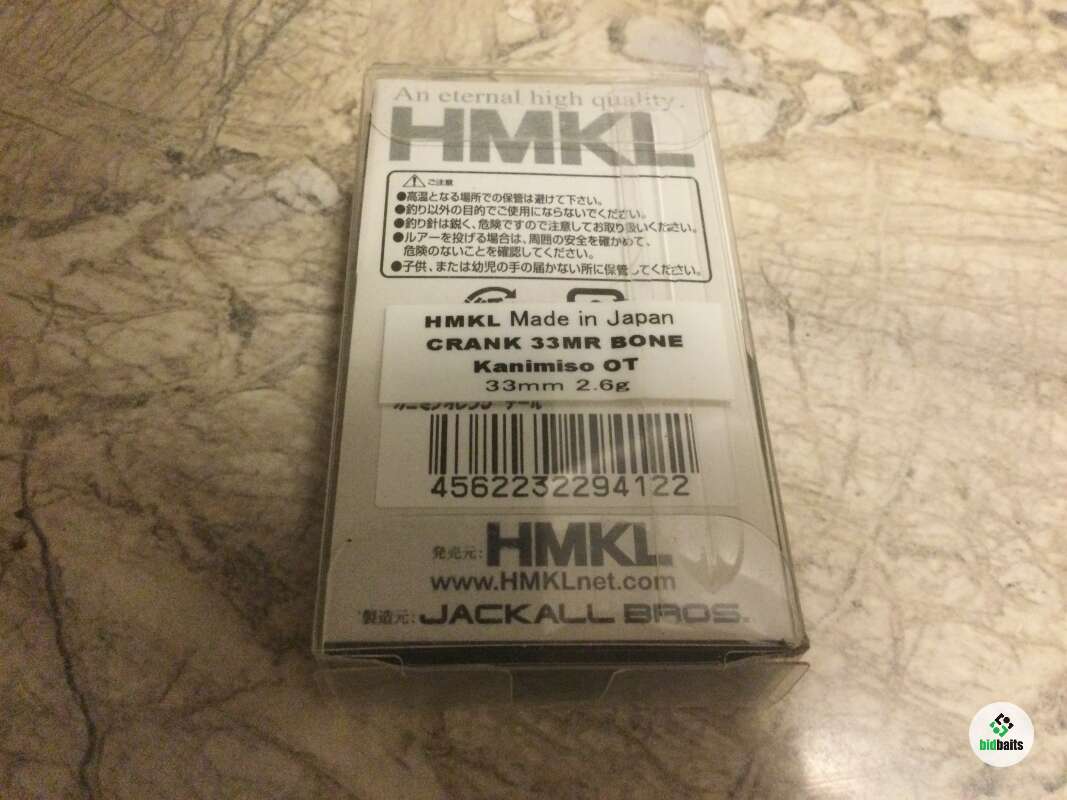 An eternal high quality.
HMKL
ご注意
●高温となる場所での保管は避けて下さい。
●釣り以外の目的でご使用にならないでください。
●釣り針は鋭く、危険ですので注意してお取り扱いください。
●ルアーを投げる場合は、周囲の安全を確かめて、
危険のないことを確認してください。
●子供、または幼児の手の届かない所に保管してください。
HMKL Made in Japan
CRANK 33MR BONE
Kanimiso OT
33mm 2.6g
4562232294122
発売元: HMKL
www.HMKLnet.com
製造元: JACKALL BROS.
bidbaits